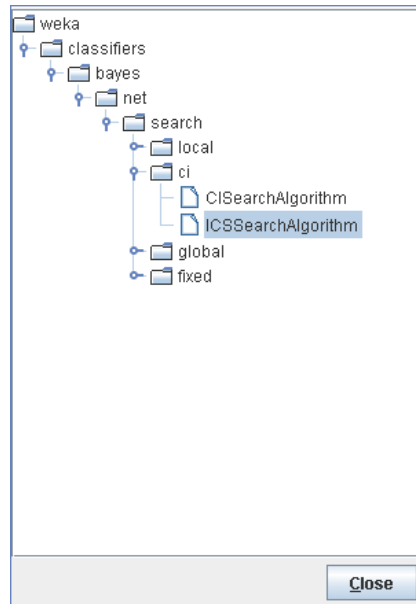 weka
classifiers
bayes
net
search
local
ci
CISearchAlgorithm
ICSSearchAlgorithm
global
fixed
Close